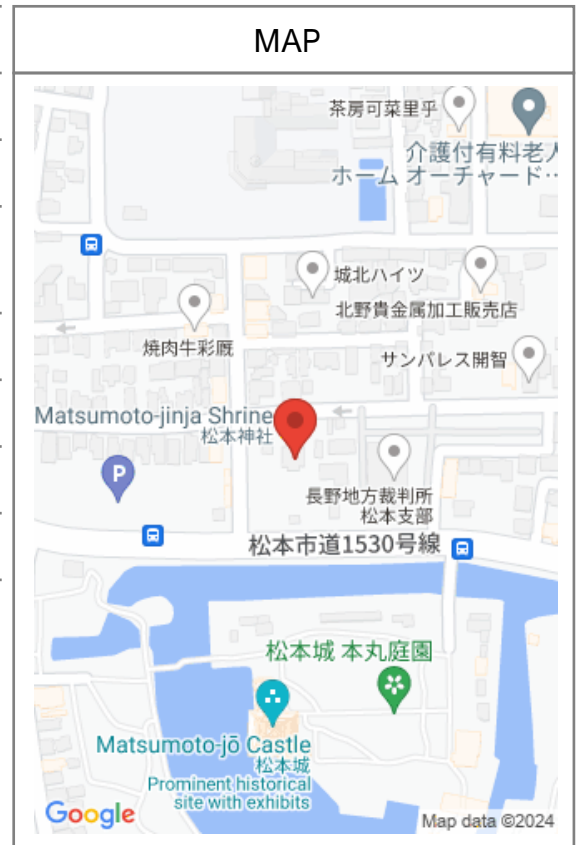 MAP
茶房可菜里乎
介護付有料老人
ホーム オーチャード…
城北ハイツ
北野貴金属加工販売店
焼肉牛彩厩
サンパレス開智
Matsumoto-jinja Shrine
松本神社
P
長野地方裁判所
松本支部
松本市道1530号線
松本城 本丸庭園
Matsumoto-jō Castle
松本城
Prominent historical
site with exhibits
Google
Map data ©2024